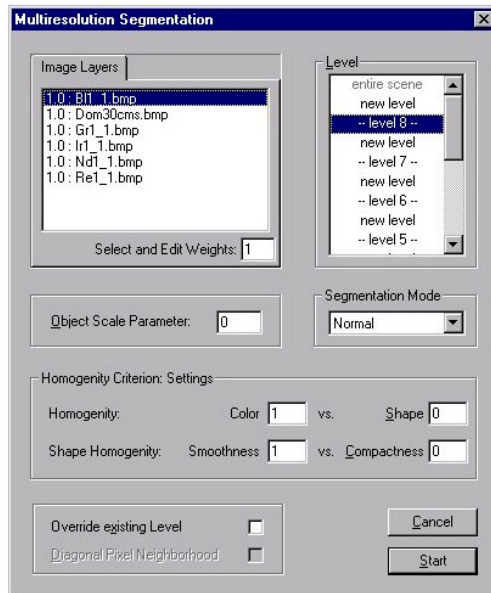 Multiresolution Segmentation
Image Layers
1.0 : Bl1_1.bmp
1.0 : Dom30cms.bmp
1.0 : Gr1_1.bmp
1.0 : Ir1_1.bmp
1.0 : Nd1_1.bmp
1.0 : Re1_1.bmp
Select and Edit Weights: 1
Level
entire scene
new level
-- level 8 --
new level
-- level 7 --
new level
-- level 6 --
new level
-- level 5 --
Object Scale Parameter: 0
Segmentation Mode
Normal
Homogenity Criterion: Settings
Homogenity: Color 1 vs. Shape 0
Shape Homogenity: Smoothness 1 vs. Compactness 0
Override existing Level
Diagonal Pixel Neighborhood
Cancel
Start